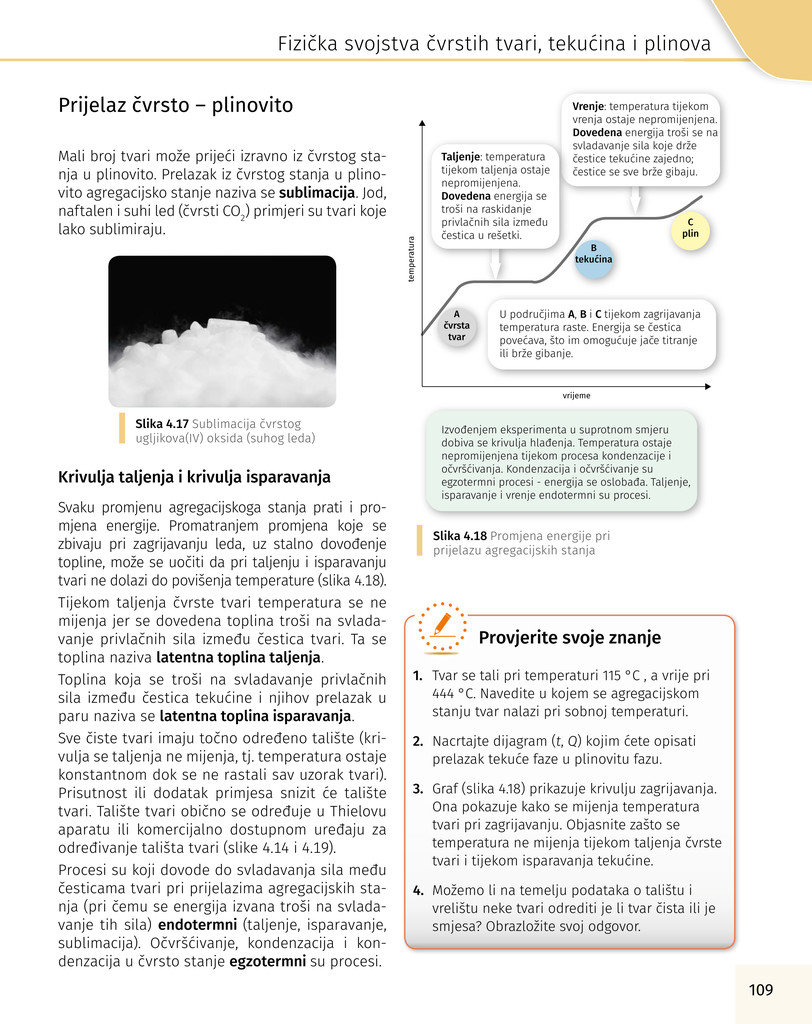 Fizička svojstva čvrstih tvari, tekućina i plinova
Prijelaz čvrsto – plinovito
Mali broj tvari može prijeći izravno iz čvrstog sta-
nja u plinovito. Prelazak iz čvrstog stanja u plino-
vito agregacijsko stanje naziva se sublimacija. Jod,
naftalen i suhi led (čvrsti CO₂) primjeri su tvari koje
lako sublimiraju.
Slika 4.17 Sublimacija čvrstog
ugljikova(IV) oksida (suhog leda)
Krivulja taljenja i krivulja isparavanja
Svaku promjenu agregacijskoga stanja prati i pro-
mjena energije. Promatranjem promjena koje se
zbivaju pri zagrijavanju leda, uz stalno dovođenje
topline, može se uočiti da pri taljenju i isparavanju
tvari ne dolazi do povišenja temperature (slika 4.18).
Tijekom taljenja čvrste tvari temperatura se ne
mijenja jer se dovedena toplina troši na svlada-
vanje privlačnih sila između čestica tvari. Ta se
toplina naziva latentna toplina taljenja.
Toplina koja se troši na svladavanje privlačnih
sila između čestica tekućine i njihov prelazak u
paru naziva se latentna toplina isparavanja.
Sve čiste tvari imaju točno određeno talište (kri-
vulja se taljenja ne mijenja, tj. temperatura ostaje
konstantnom dok se ne rastali sav uzorak tvari).
Prisutnost ili dodatak primjesa snizit će talište
tvari. Talište tvari obično se određuje u Thielovu
aparatu ili komercijalno dostupnom uređaju za
određivanje tališta tvari (slike 4.14 i 4.19).
Procesi su koji dovode do svladavanja sila među
česticama tvari pri prijelazima agregacijskih sta-
nja (pri čemu se energija izvana troši na svlada-
vanje tih sila) endotermni (taljenje, isparavanje,
sublimacija). Očvršćivanje, kondenzacija i kon-
denzacija u čvrsto stanje egzotermni su procesi.
temperatura
Taljenje: temperatura
tijekom taljenja ostaje
nepromijenjena.
Dovedena energija se
troši na raskidanje
privlačnih sila između
čestica u rešetki.
Vrenje: temperatura tijekom
vrenja ostaje nepromijenjena.
Dovedena energija troši se na
svladavanje sila koje drže
čestice tekućine zajedno;
čestice se sve brže gibaju.
A
čvrsta
tvar
B
tekućina
C
plin
U područjima A, B i C tijekom zagrijavanja
temperatura raste. Energija se čestica
povećava, što im omogućuje jače titranje
ili brže gibanje.
vrijeme
Izvođenjem eksperimenta u suprotnom smjeru
dobiva se krivulja hlađenja. Temperatura ostaje
nepromijenjena tijekom procesa kondenzacije i
očvršćivanja. Kondenzacija i očvršćivanje su
egzotermni procesi - energija se oslobađa. Taljenje,
isparavanje i vrenje endotermni su procesi.
Slika 4.18 Promjena energije pri
prijelazu agregacijskih stanja
Provjerite svoje znanje
1. Tvar se tali pri temperaturi 115 °C , a vrije pri
444 °C. Navedite u kojem se agregacijskom
stanju tvar nalazi pri sobnoj temperaturi.
2. Nacrtajte dijagram (t, Q) kojim ćete opisati
prelazak tekuće faze u plinovitu fazu.
3. Graf (slika 4.18) prikazuje krivulju zagrijavanja.
Ona pokazuje kako se mijenja temperatura
tvari pri zagrijavanju. Objasnite zašto se
temperatura ne mijenja tijekom taljenja čvrste
tvari i tijekom isparavanja tekućine.
4. Možemo li na temelju podataka o talištu i
vrelištu neke tvari odrediti je li tvar čista ili je
smjesa? Obrazložite svoj odgovor.
109